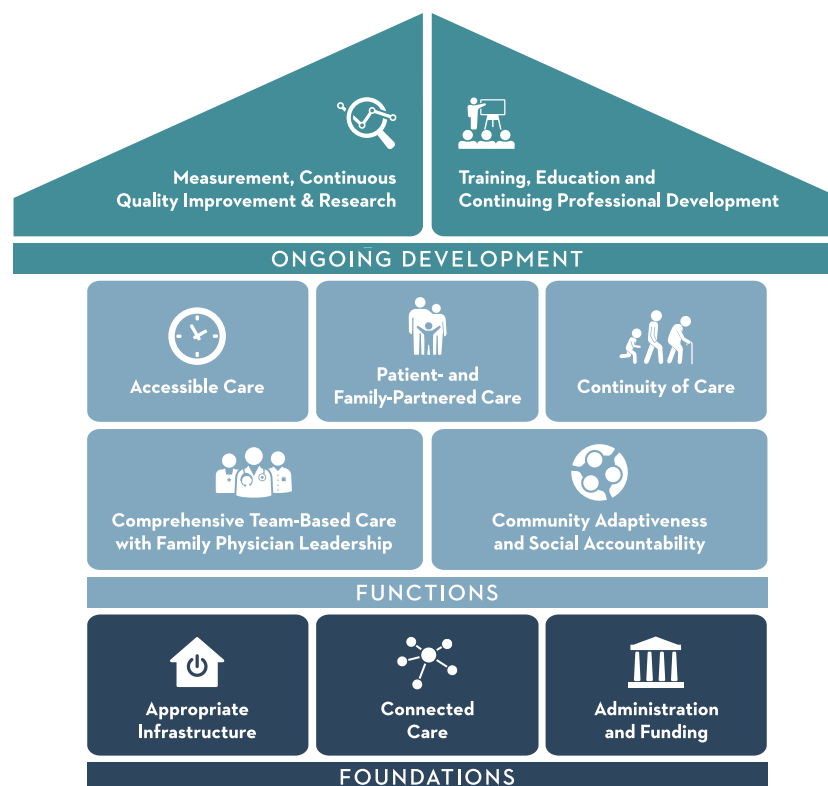 Measurement, Continuous
Quality Improvement & Research
Training, Education and
Continuing Professional Development
ONGOING DEVELOPMENT
Accessible Care
Patient- and
Family-Partnered Care
Continuity of Care
Comprehensive Team-Based Care
with Family Physician Leadership
Community Adaptiveness
and Social Accountability
FUNCTIONS
Appropriate
Infrastructure
Connected
Care
Administration
and Funding
FOUNDATIONS